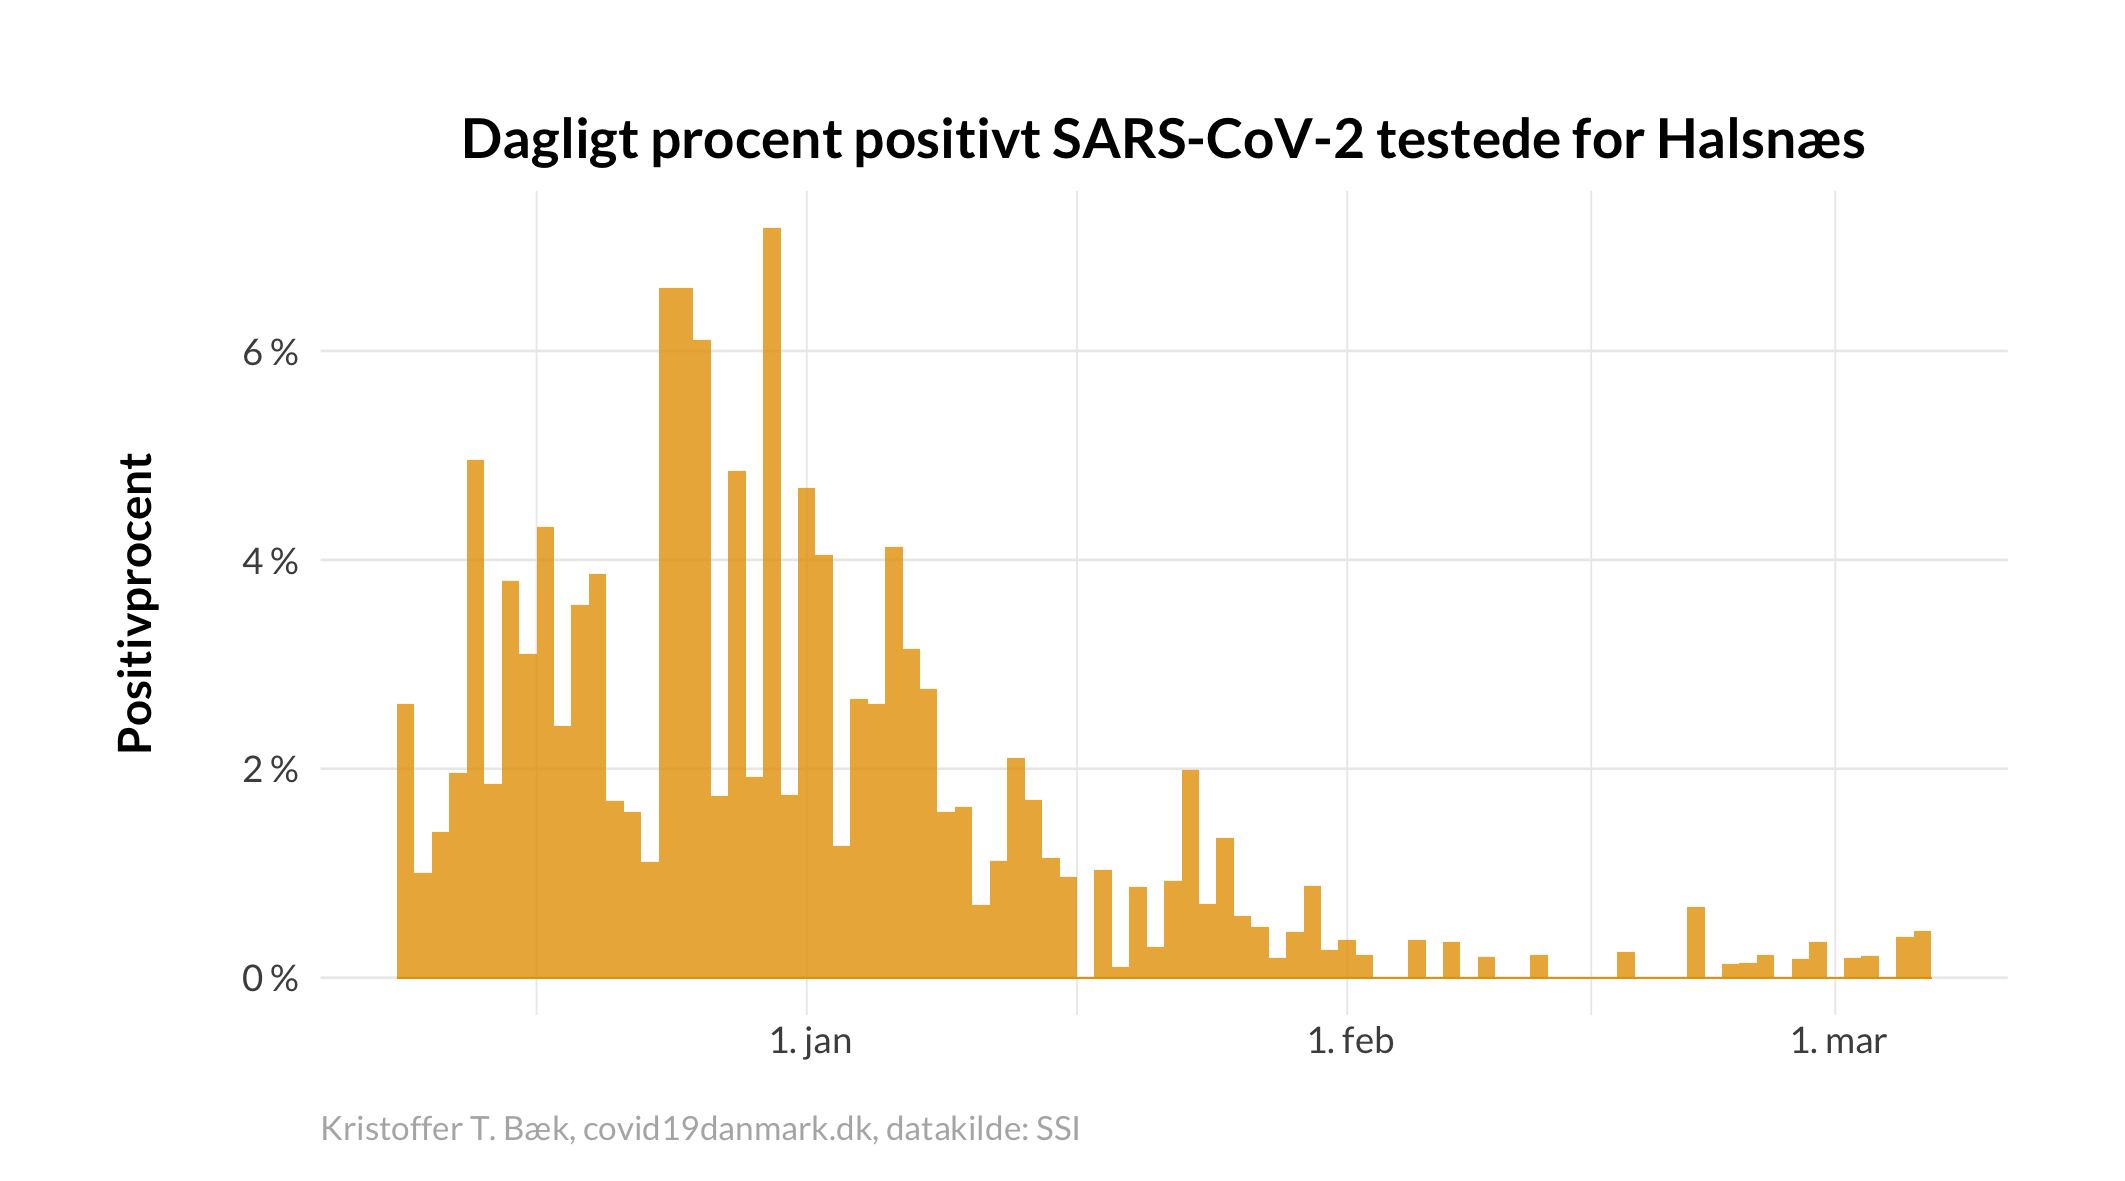 Dagligt procent positivt SARS-CoV-2 testede for Halsnæs
Positivprocent
6 %
4 %
2 %
0 %
1. jan
1. feb
1. mar
Kristoffer T. Bæk, covid19danmark.dk, datakilde: SSI